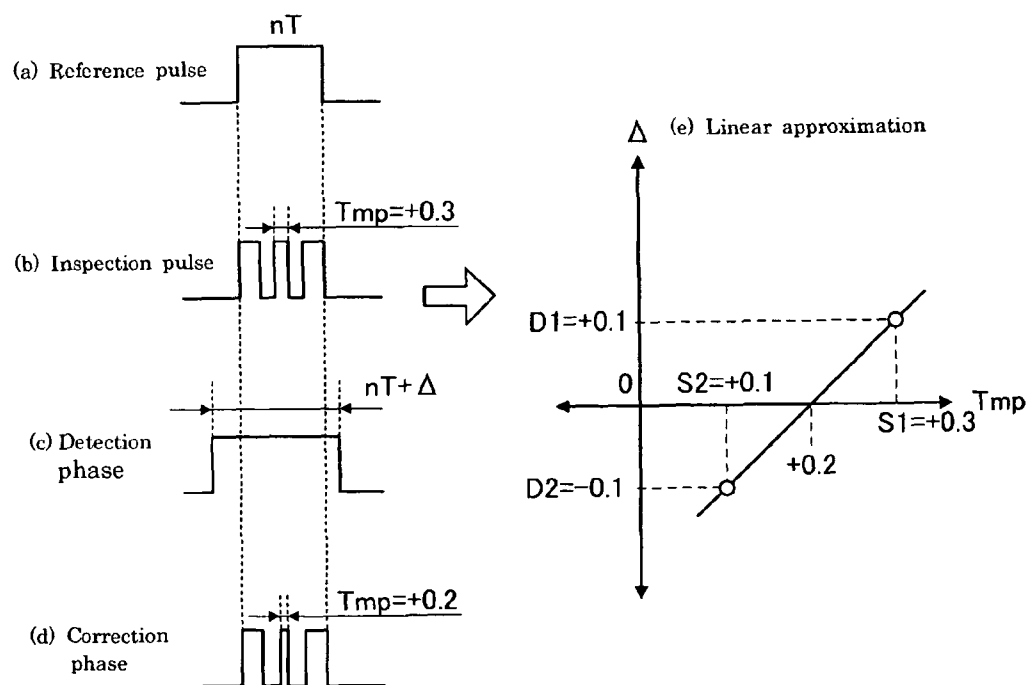 nT
(a) Reference pulse
Δ
(e) Linear approximation
Tmp=+0.3
(b) Inspection pulse
D1=+0.1
nT+Δ
0
S2=+0.1
Tmp
S1=+0.3
(c) Detection
phase
+0.2
D2=−0.1
Tmp=+0.2
(d) Correction
phase